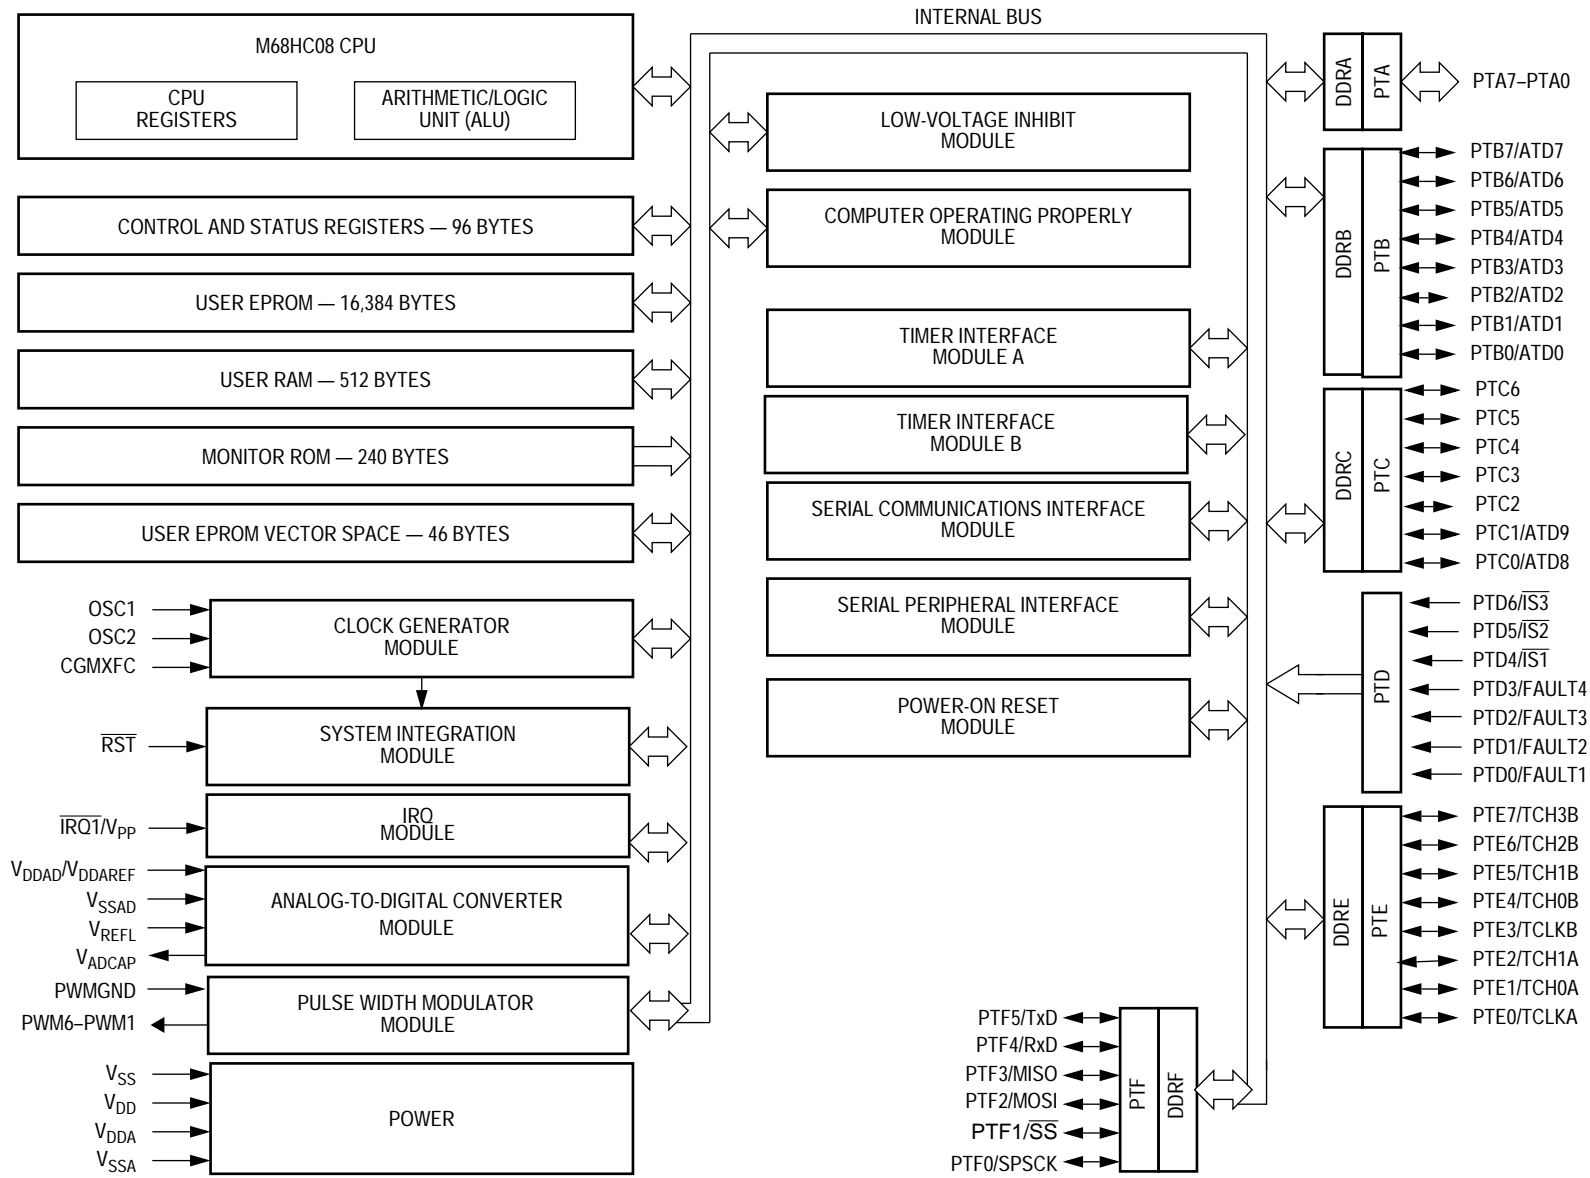 INTERNAL BUS
M68HC08 CPU
CPU
REGISTERS
ARITHMETIC/LOGIC
UNIT (ALU)
CONTROL AND STATUS REGISTERS — 96 BYTES
USER EPROM — 16,384 BYTES
USER RAM — 512 BYTES
MONITOR ROM — 240 BYTES
USER EPROM VECTOR SPACE — 46 BYTES
OSC1
OSC2
CGMXFC
CLOCK GENERATOR
MODULE
RST
SYSTEM INTEGRATION
MODULE
IRQ1/VPP
IRQ
MODULE
VDDAD/VDDAREF
VSSAD
VREFL
VADCAP
ANALOG-TO-DIGITAL CONVERTER
MODULE
PWMGND
PWM6–PWM1
PULSE WIDTH MODULATOR
MODULE
VSS
VDD
VDDA
VSSA
POWER
LOW-VOLTAGE INHIBIT
MODULE
COMPUTER OPERATING PROPERLY
MODULE
TIMER INTERFACE
MODULE A
TIMER INTERFACE
MODULE B
SERIAL COMMUNICATIONS INTERFACE
MODULE
SERIAL PERIPHERAL INTERFACE
MODULE
POWER-ON RESET
MODULE
PTF5/TxD
PTF4/RxD
PTF3/MISO
PTF2/MOSI
PTF1/SS
PTF0/SPSCK
PTF
DDRF
DDRA
PTA
PTA7–PTA0
DDRB
PTB
PTB7/ATD7
PTB6/ATD6
PTB5/ATD5
PTB4/ATD4
PTB3/ATD3
PTB2/ATD2
PTB1/ATD1
PTB0/ATD0
DDRC
PTC
PTC6
PTC5
PTC4
PTC3
PTC2
PTC1/ATD9
PTC0/ATD8
PTD
PTD6/IS3
PTD5/IS2
PTD4/IS1
PTD3/FAULT4
PTD2/FAULT3
PTD1/FAULT2
PTD0/FAULT1
DDRE
PTE
PTE7/TCH3B
PTE6/TCH2B
PTE5/TCH1B
PTE4/TCH0B
PTE3/TCLKB
PTE2/TCH1A
PTE1/TCH0A
PTE0/TCLKA